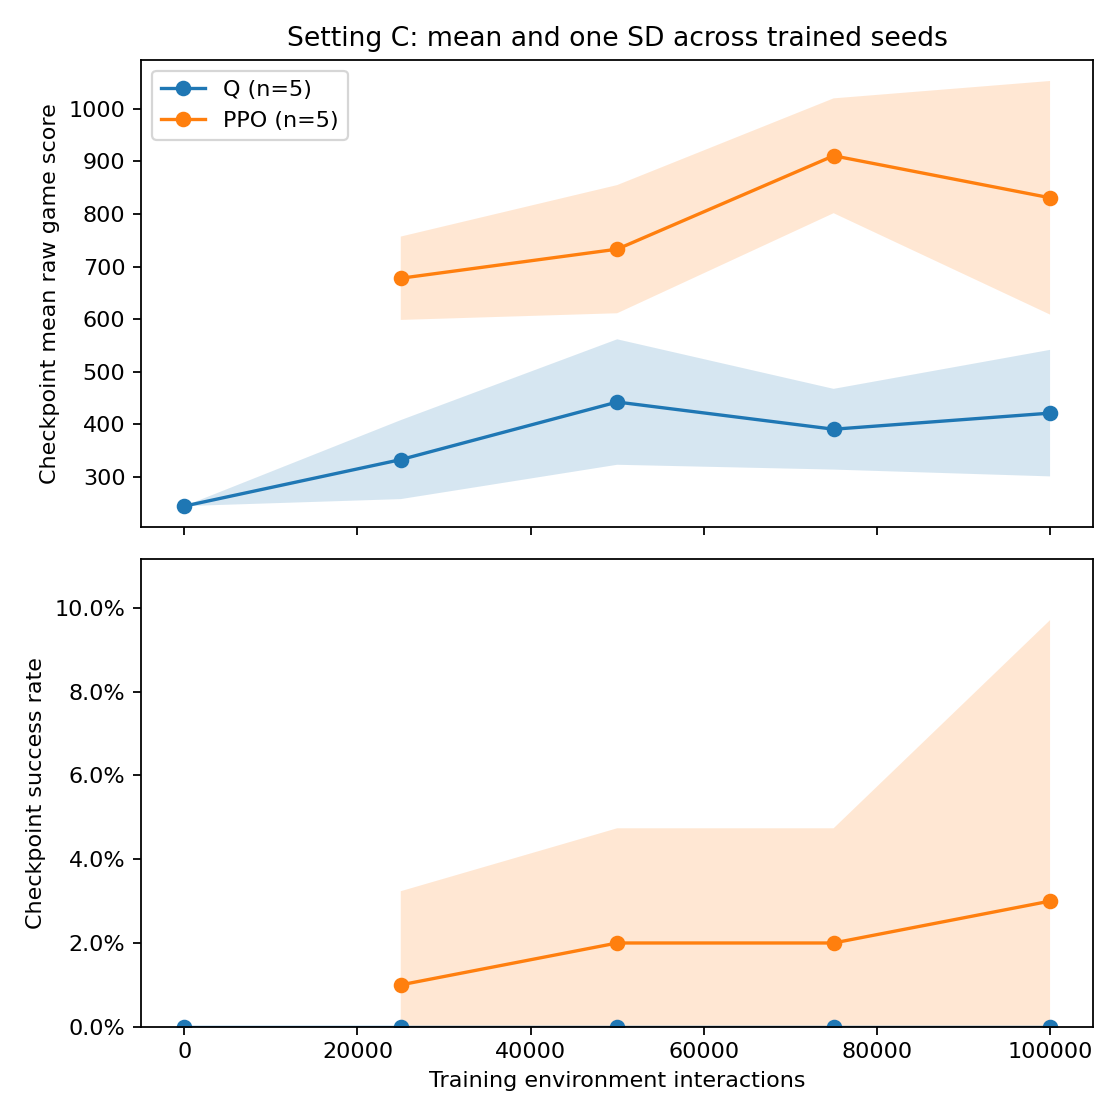 Setting C: mean and one SD across trained seeds
Q (n=5)
PPO (n=5)
Checkpoint mean raw game score
1000
900
800
700
600
500
400
300
Checkpoint success rate
10.0%
8.0%
6.0%
4.0%
2.0%
0.0%
0 20000 40000 60000 80000 100000
Training environment interactions